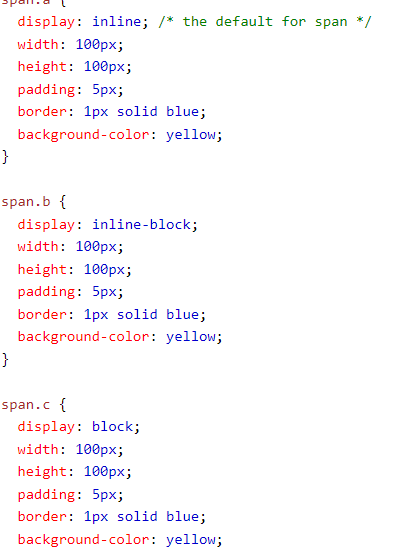 span.a {
  display: inline; /* the default for span */
  width: 100px;
  height: 100px;
  padding: 5px;
  border: 1px solid blue;
  background-color: yellow;
}

span.b {
  display: inline-block;
  width: 100px;
  height: 100px;
  padding: 5px;
  border: 1px solid blue;
  background-color: yellow;
}

span.c {
  display: block;
  width: 100px;
  height: 100px;
  padding: 5px;
  border: 1px solid blue;
  background-color: yellow;